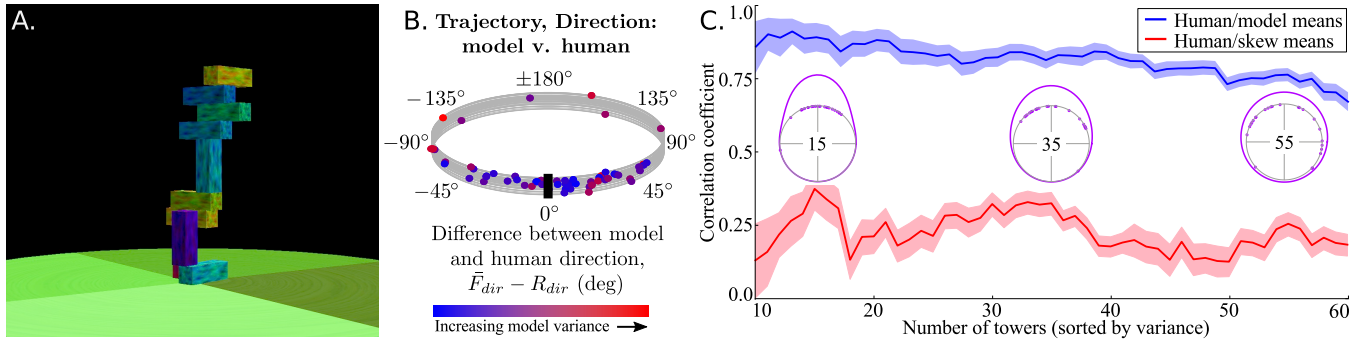 A.
B.
Trajectory, Direction:
model v. human
±180°
−135°
135°
−90°
90°
−45°
45°
0°
Difference between model
and human direction,
F̄dir − Rdir (deg)
Increasing model variance
C.
Human/model means
Human/skew means
Correlation coefficient
1.0
0.75
0.5
0.25
0.0
15
35
55
10 20 30 40 50 60
Number of towers (sorted by variance)